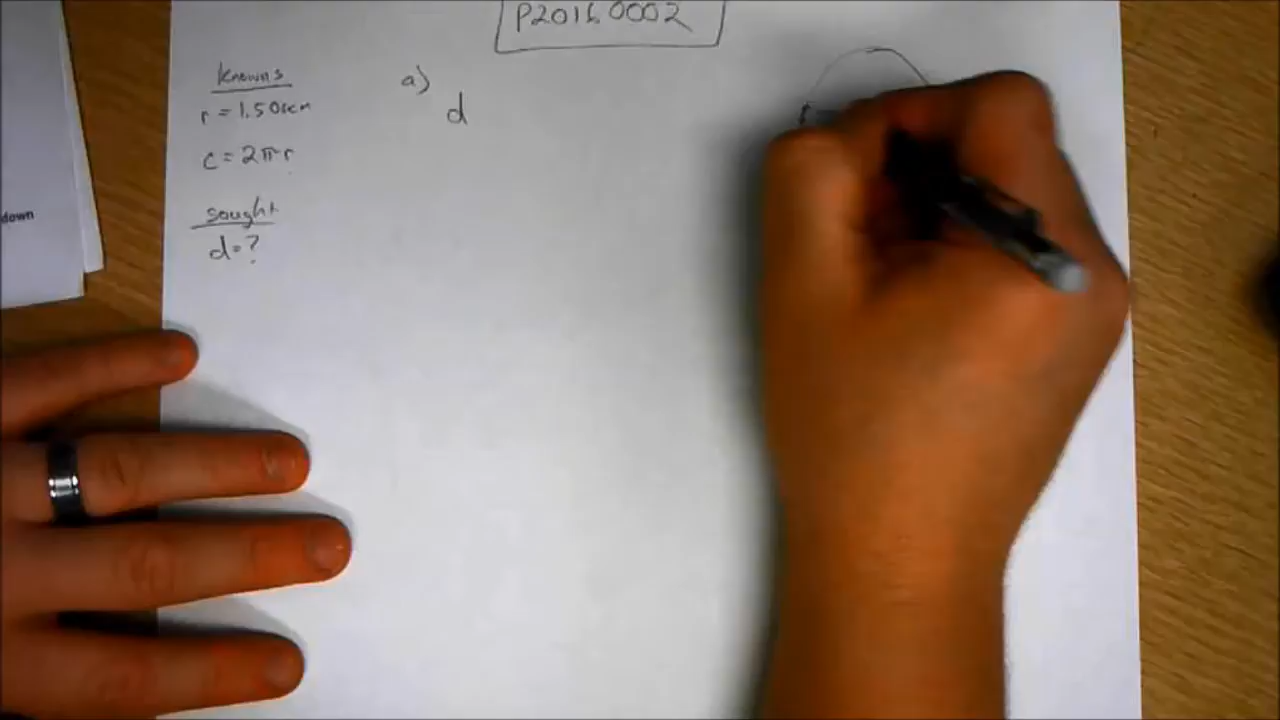 P2016.0002
knowns
r = 1.50cm
c = 2πr
sought
d = ?
a)
d
down